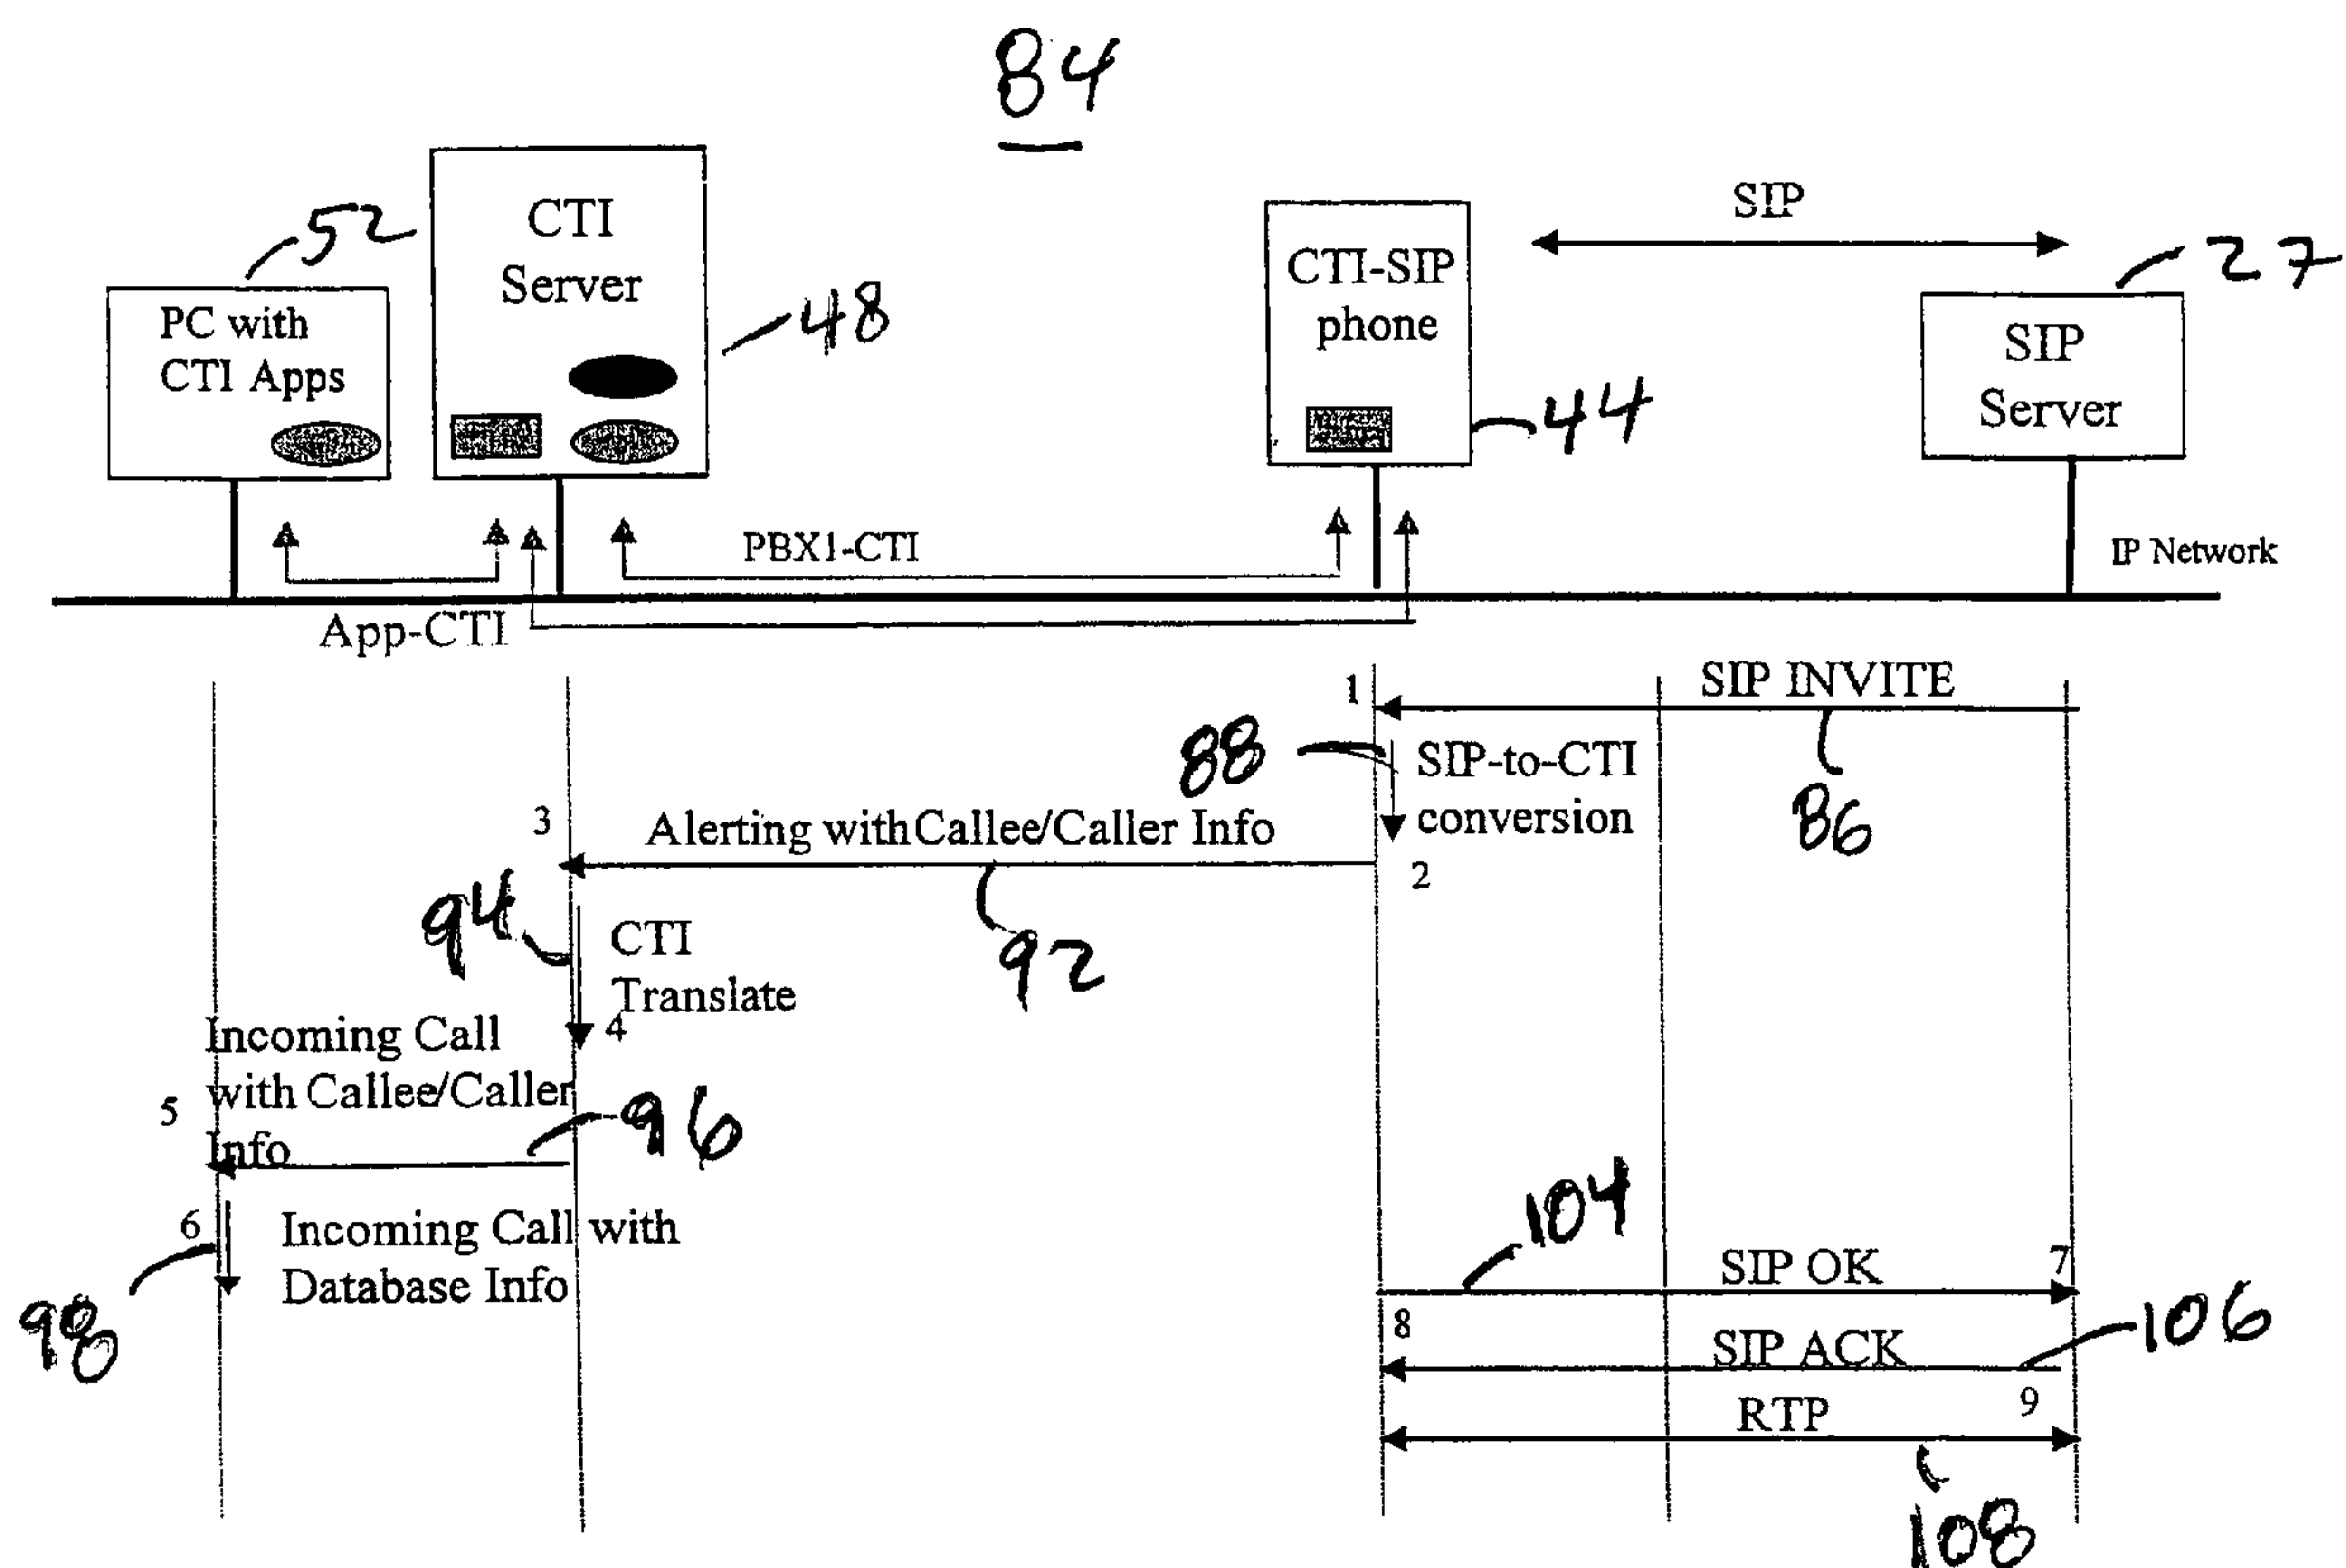 84
52
CTI
Server
48
PC with
CTI Apps
CTI-SIP
phone
44
SIP
27
SIP
Server
PBX1-CTI
IP Network
App-CTI
1
SIP INVITE
86
88
SIP-to-CTI
conversion
2
3
Alerting withCallee/Caller Info
92
94
CTI
Translate
4
Incoming Call
with Callee/Caller
Info
5
96
6
Incoming Call with
Database Info
98
104
SIP OK
7
8
SIP ACK
106
9
RTP
108